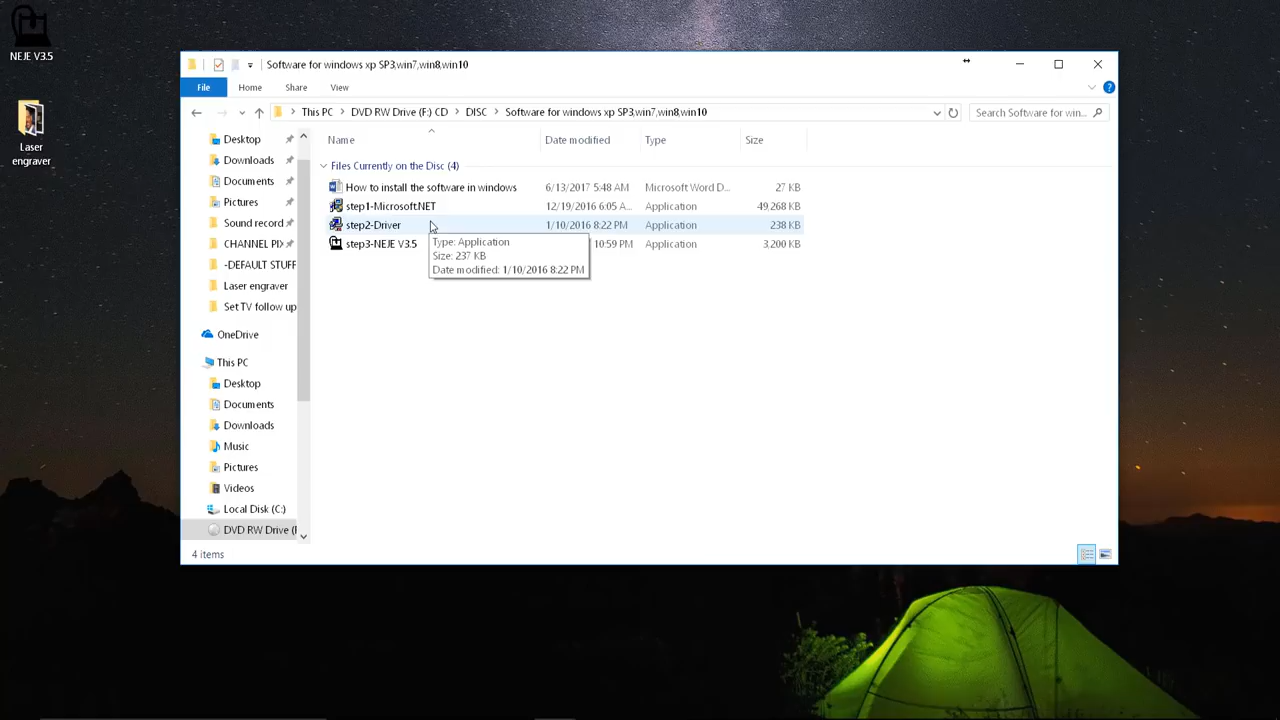 NEJE V3.5
Laser
engraver
Software for windows xp SP3,win7,win8,win10
File
Home
Share
View
This PC
DVD RW Drive (F:) CD
DISC
Software for windows xp SP3,win7,win8,win10
Search Software for win...
Desktop
Downloads
Documents
Pictures
Sound record
CHANNEL PIX
-DEFAULT STUFF
Laser engraver
Set TV follow up
OneDrive
This PC
Desktop
Documents
Downloads
Music
Pictures
Videos
Local Disk (C:)
DVD RW Drive (F
Name Date modified Type Size
Files Currently on the Disc (4)
How to install the software in windows 6/13/2017 5:48 AM Microsoft Word D... 27 KB
step1-Microsoft.NET 12/19/2016 6:05 A... Application 49,268 KB
step2-Driver 1/10/2016 8:22 PM Application 238 KB
step3-NEJE V3.5 10:59 PM Application 3,200 KB
Type: Application
Size: 237 KB
Date modified: 1/10/2016 8:22 PM
4 items